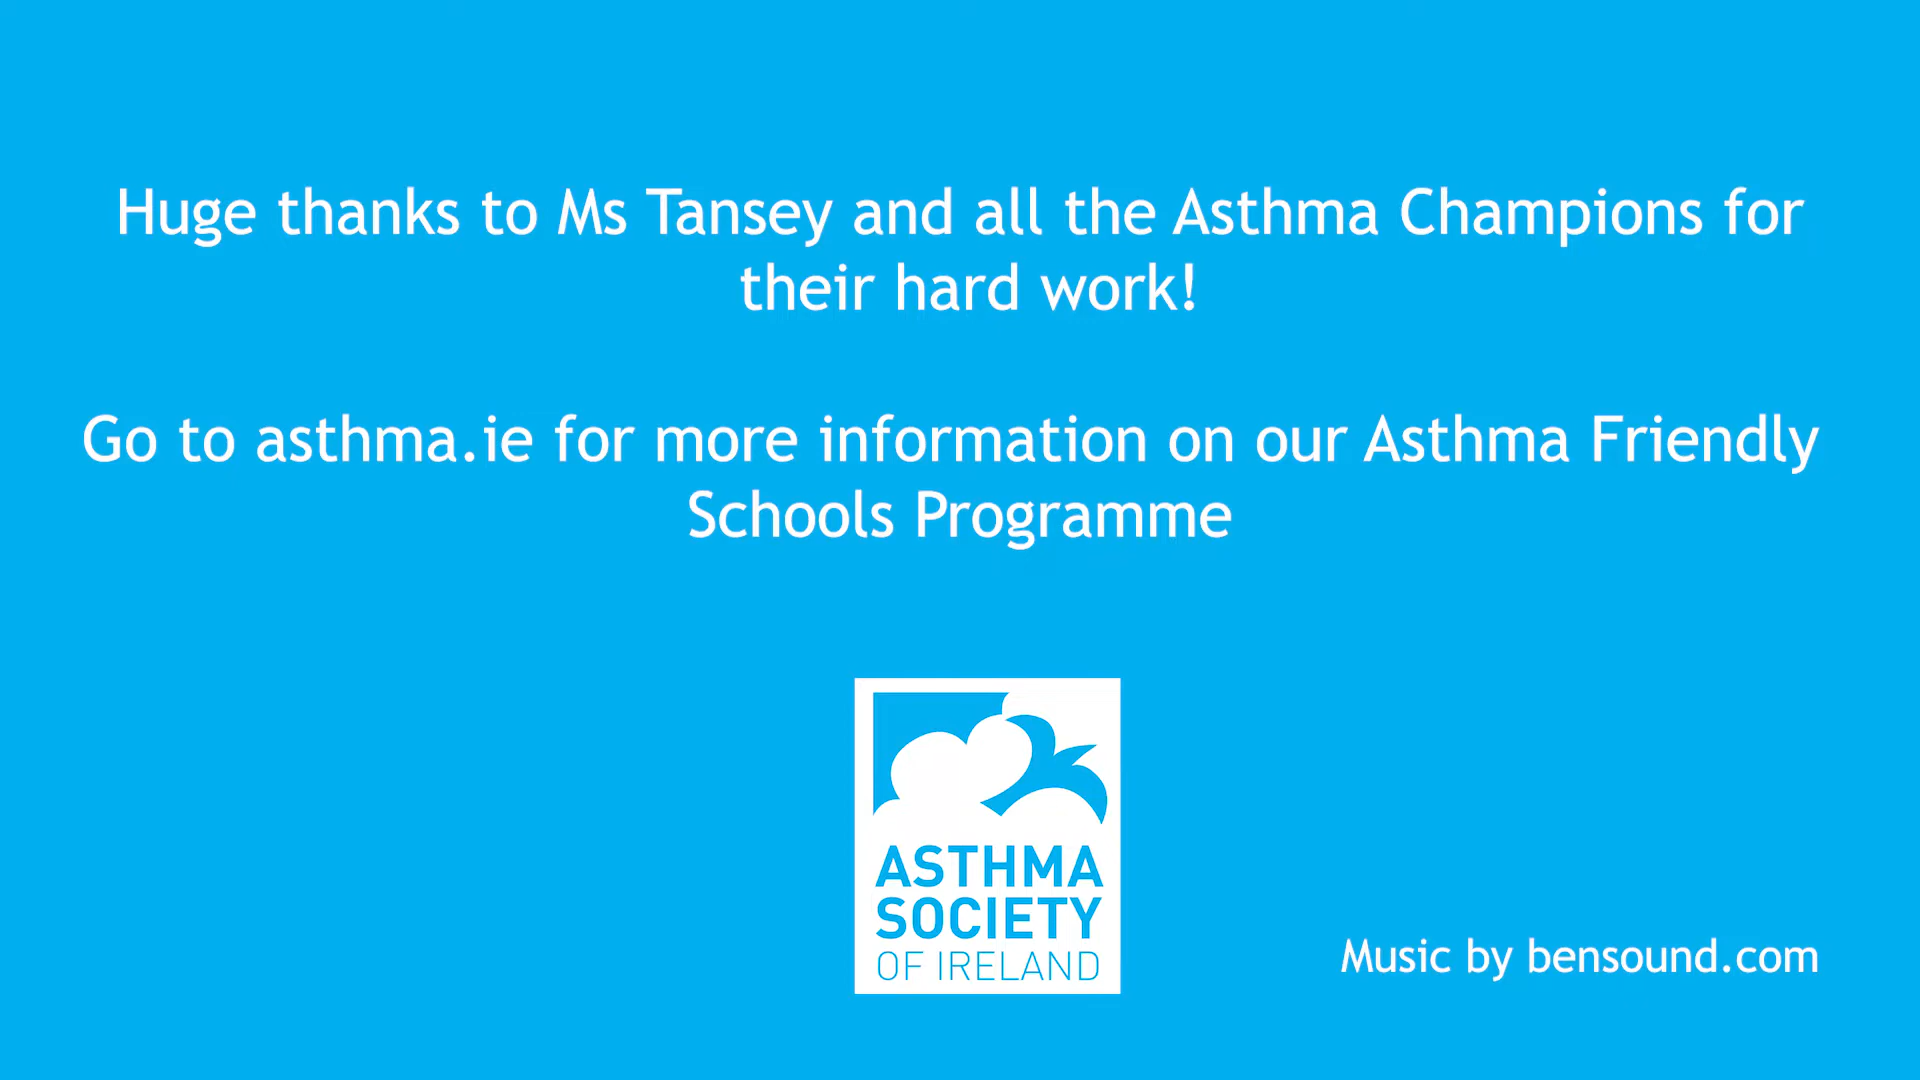 Huge thanks to Ms Tansey and all the Asthma Champions for
their hard work!
Go to asthma.ie for more information on our Asthma Friendly
Schools Programme
ASTHMA
SOCIETY
OF IRELAND
Music by bensound.com